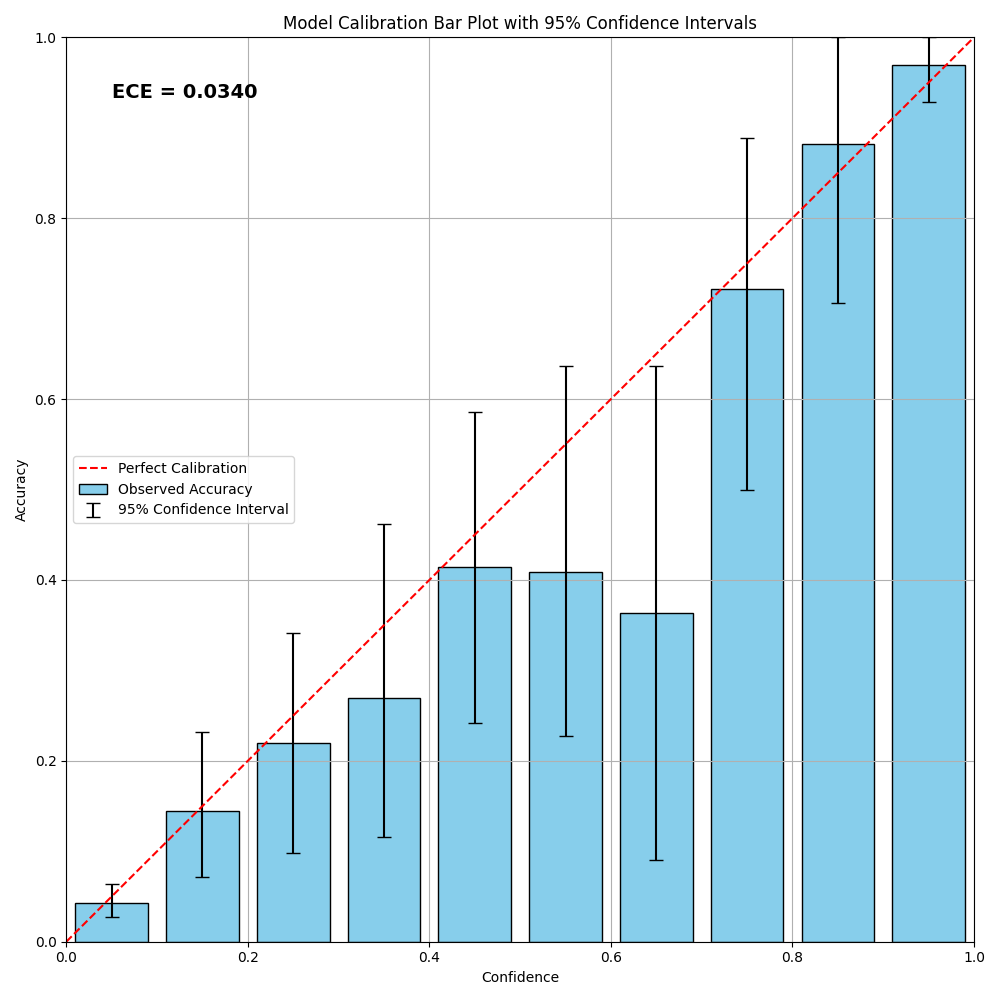 Model Calibration Bar Plot with 95% Confidence Intervals
ECE = 0.0340
Accuracy
1.0
0.8
0.6
0.4
0.2
0.0
Perfect Calibration
Observed Accuracy
95% Confidence Interval
0.0 0.2 0.4 0.6 0.8 1.0
Confidence